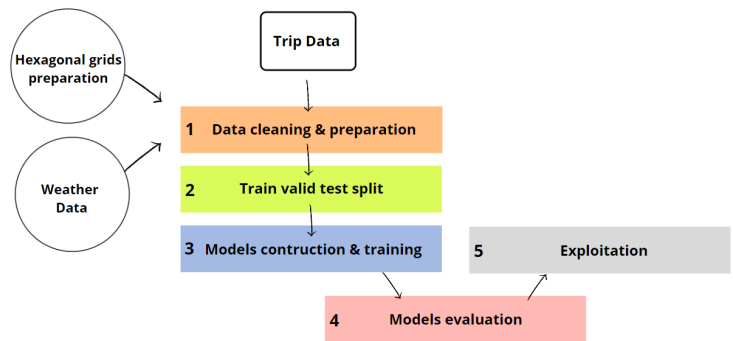 Hexagonal grids
preparation
Trip Data
1 Data cleaning & preparation
Weather
Data
2 Train valid test split
3 Models contruction & training
5 Exploitation
4 Models evaluation